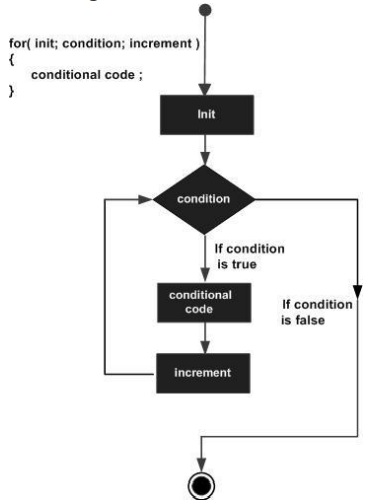 for( init; condition; increment )
{
conditional code ;
}
Init
condition
If condition
is true
conditional
code
If condition
is false
increment